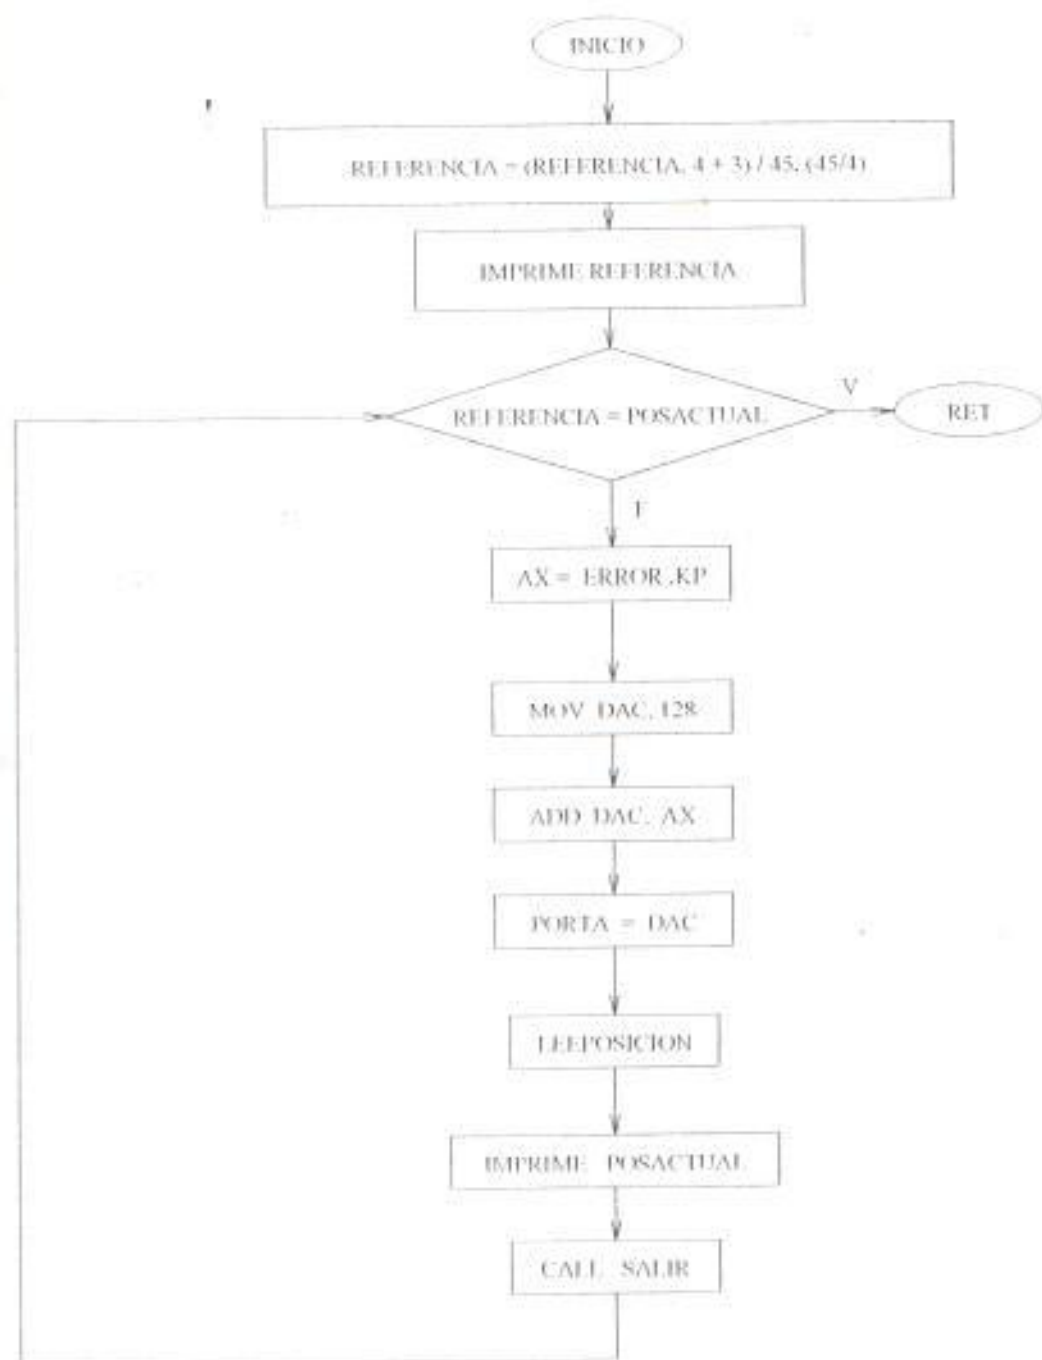 INICIO
REFERENCIA = (REFERENCIA. 4 + 3) / 45. (45/4)
IMPRIME REFERENCIA
REFERENCIA = POSACTUAL
V
RET
F
AX = ERROR .KP
MOV DAC, 128
ADD DAC, AX
PORTA = DAC
LEEPOSICION
IMPRIME POSACTUAL
CALL SALIR